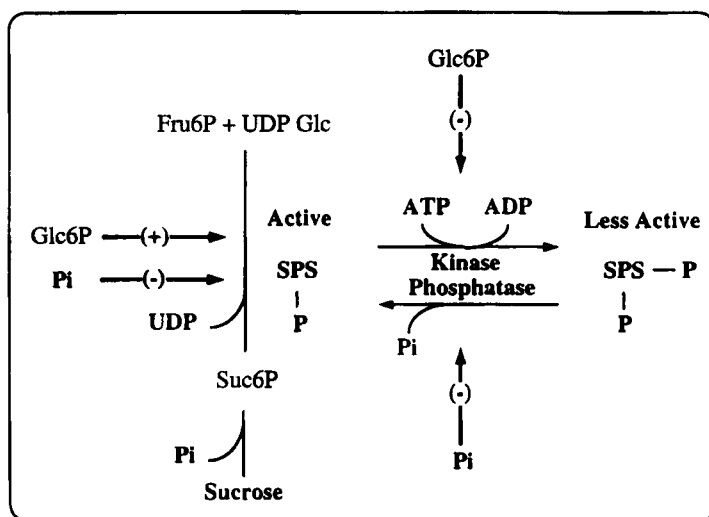 Glc6P
(-)
Fru6P + UDP Glc
ATP ADP
Active
Less Active
Glc6P (+)
Kinase
Pi (-)
SPS
SPS — P
Phosphatase
UDP
P
P
Pi
Suc6P
(-)
Pi
Pi
Sucrose